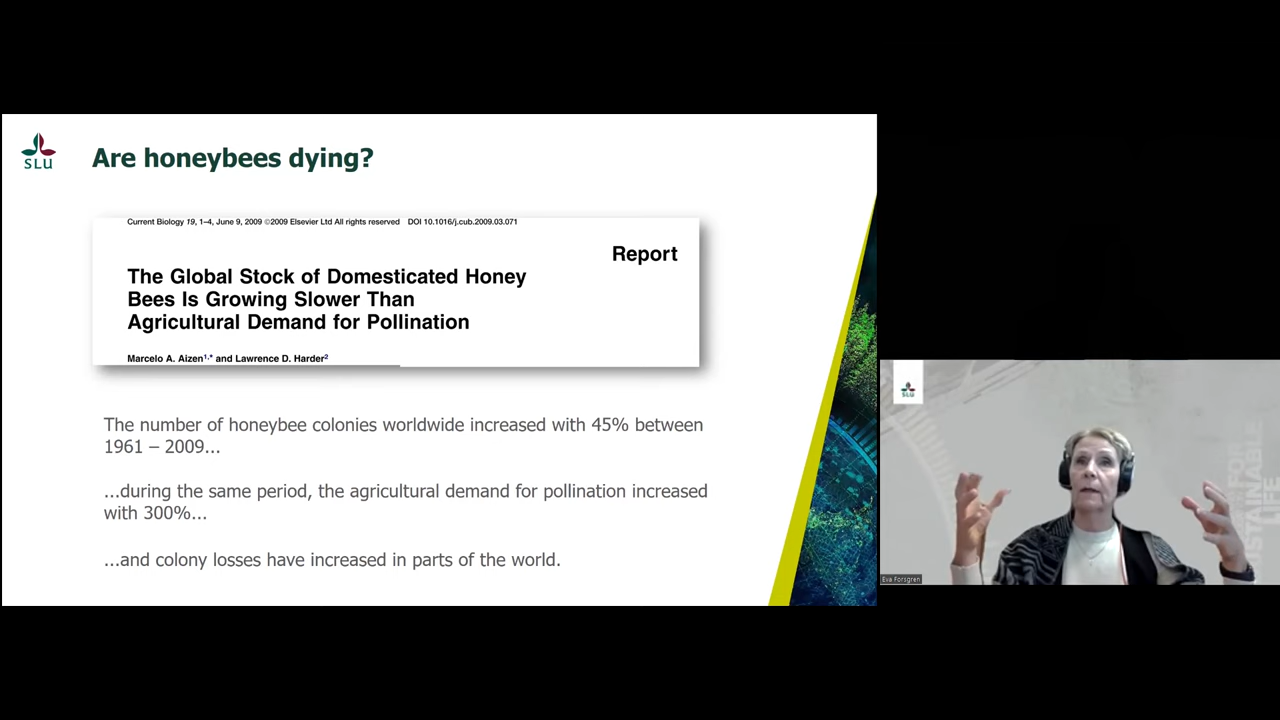 SLU
Are honeybees dying?
Current Biology 19, 1–4, June 9, 2009 ©2009 Elsevier Ltd All rights reserved DOI 10.1016/j.cub.2009.03.071
Report
The Global Stock of Domesticated Honey
Bees Is Growing Slower Than
Agricultural Demand for Pollination
Marcelo A. Aizen1,* and Lawrence D. Harder2
The number of honeybee colonies worldwide increased with 45% between
1961 – 2009...
...during the same period, the agricultural demand for pollination increased
with 300%...
...and colony losses have increased in parts of the world.
SLU
FOR
LIFE
Eva Forsgren